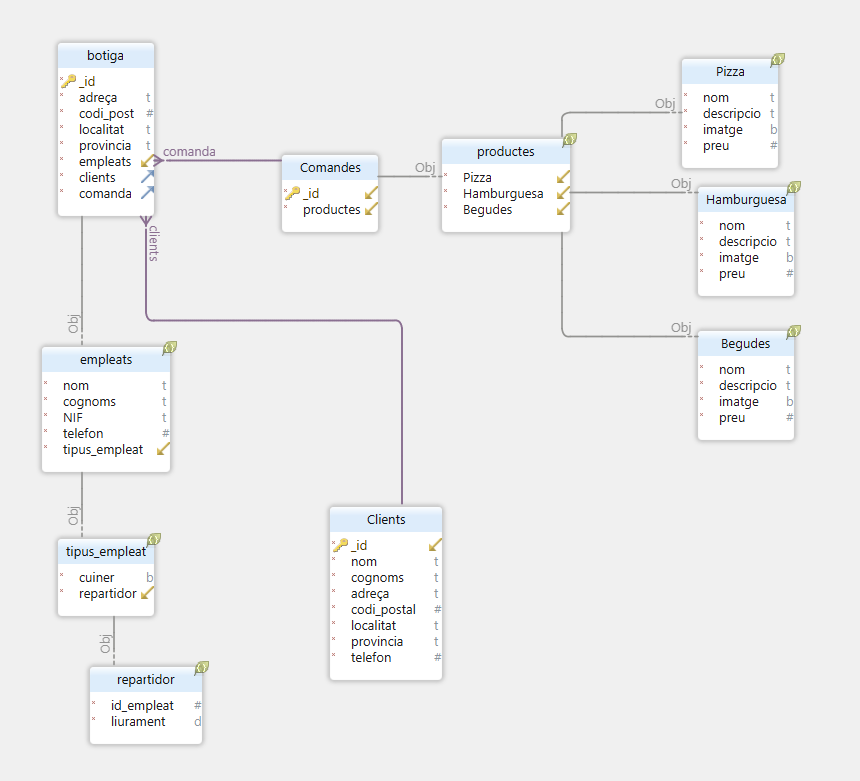 botiga
_id
adreça t
codi_post #
localitat t
provincia t
empleats
clients
comanda
comanda
clients
Obj
Comandes
_id
productes
Obj
productes
Pizza
Hamburguesa
Begudes
Obj
Pizza
nom t
descripcio t
imatge b
preu #
Obj
Hamburguesa
nom t
descripcio t
imatge b
preu #
Obj
Begudes
nom t
descripcio t
imatge b
preu #
empleats
nom t
cognoms t
NIF t
telefon #
tipus_empleat
Obj
tipus_empleat
cuiner b
repartidor
Obj
repartidor
id_empleat #
liurament d
Clients
_id
nom t
cognoms t
adreça t
codi_postal #
localitat t
provincia t
telefon #